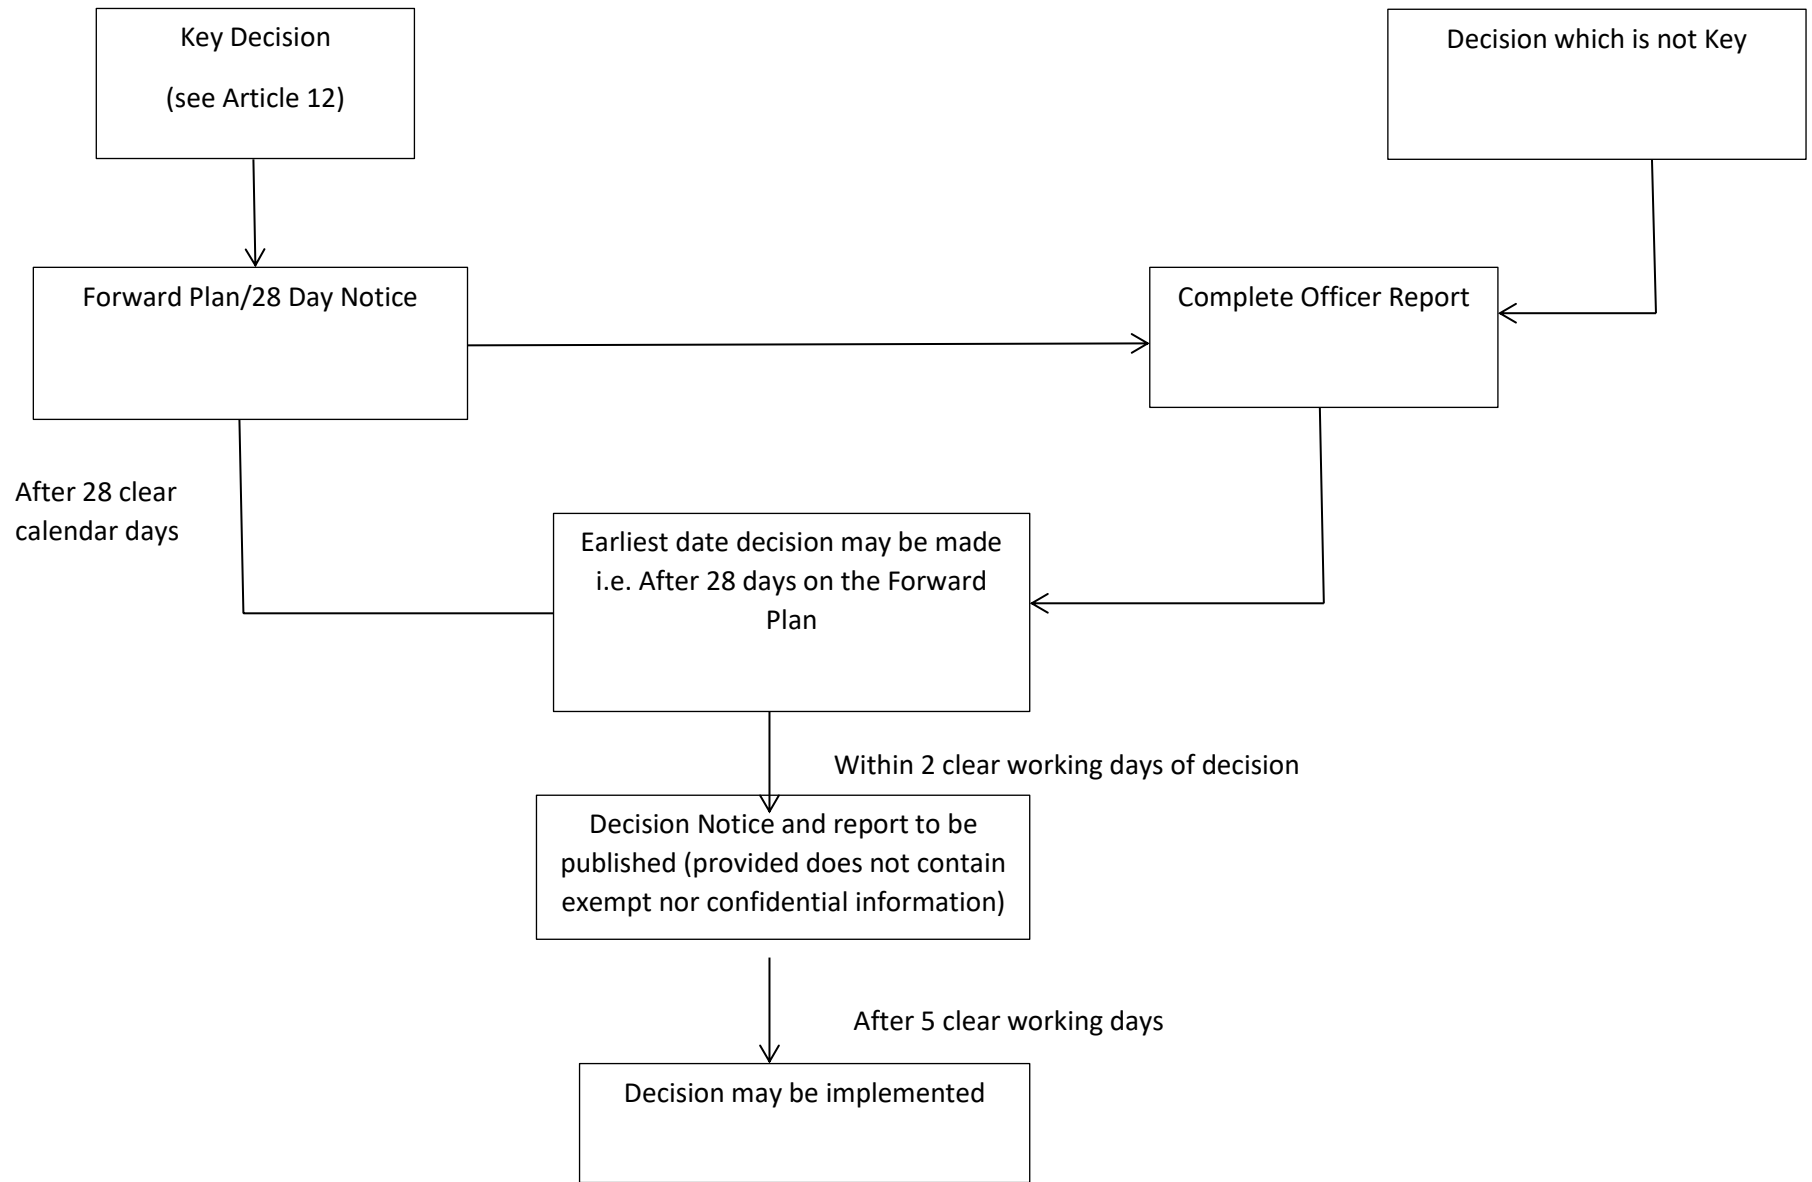 Key Decision
(see Article 12)
Decision which is not Key
Forward Plan/28 Day Notice
Complete Officer Report
After 28 clear
calendar days
Earliest date decision may be made
i.e. After 28 days on the Forward
Plan
Within 2 clear working days of decision
Decision Notice and report to be
published (provided does not contain
exempt nor confidential information)
After 5 clear working days
Decision may be implemented